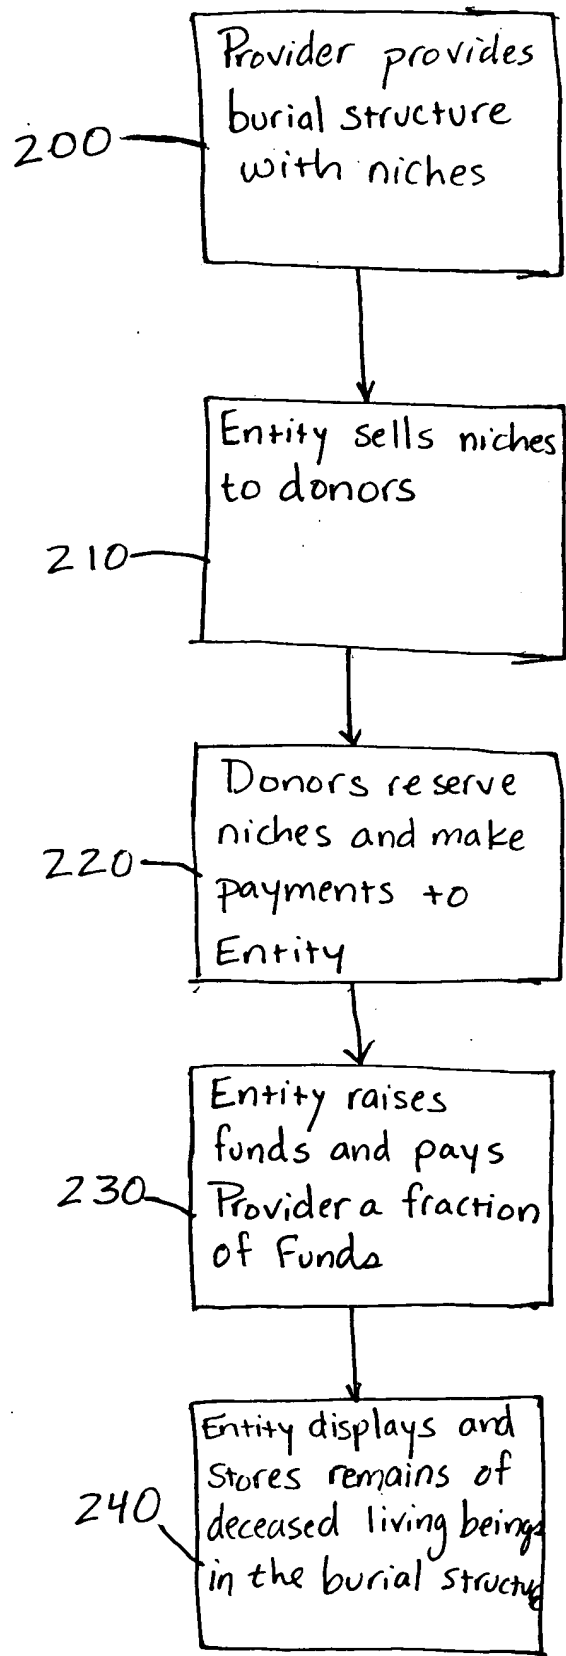 Provider provides
burial structure
with niches
200
Entity sells niches
to donors
210
Donors reserve
niches and make
payments to
Entity
220
Entity raises
funds and pays
Provider a fraction
of Funds
230
Entity displays and
Stores remains of
deceased living beings
in the burial structure
240